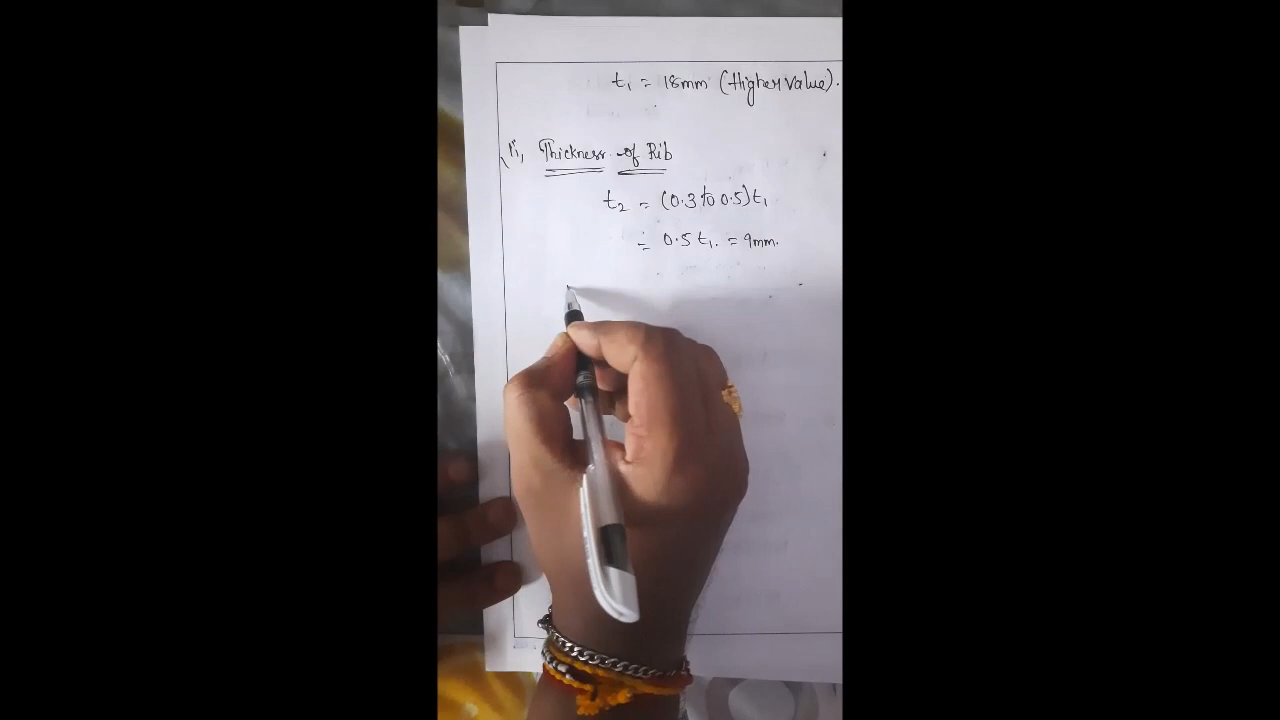 t₁ = 18mm (Higher Value).
ii, Thickness of Rib
t₂ = (0.3 to 0.5)t₁
= 0.5 t₁. = 9mm.